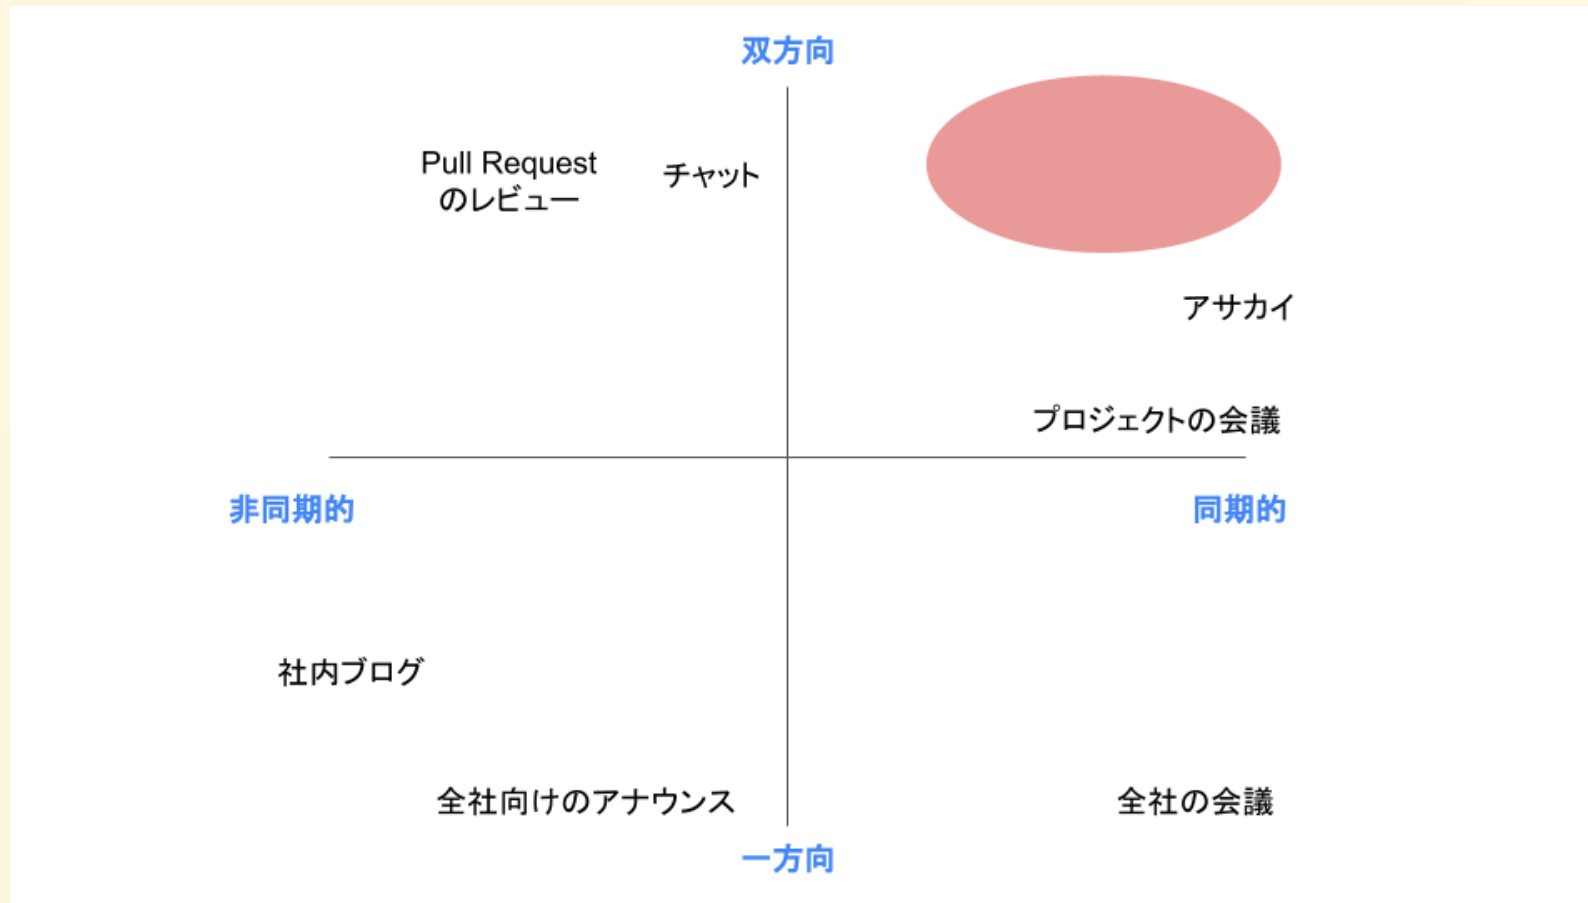 双方向
Pull Request
のレビュー
チャット
アサカイ
プロジェクトの会議
非同期的
同期的
社内ブログ
全社向けのアナウンス
全社の会議
一方向